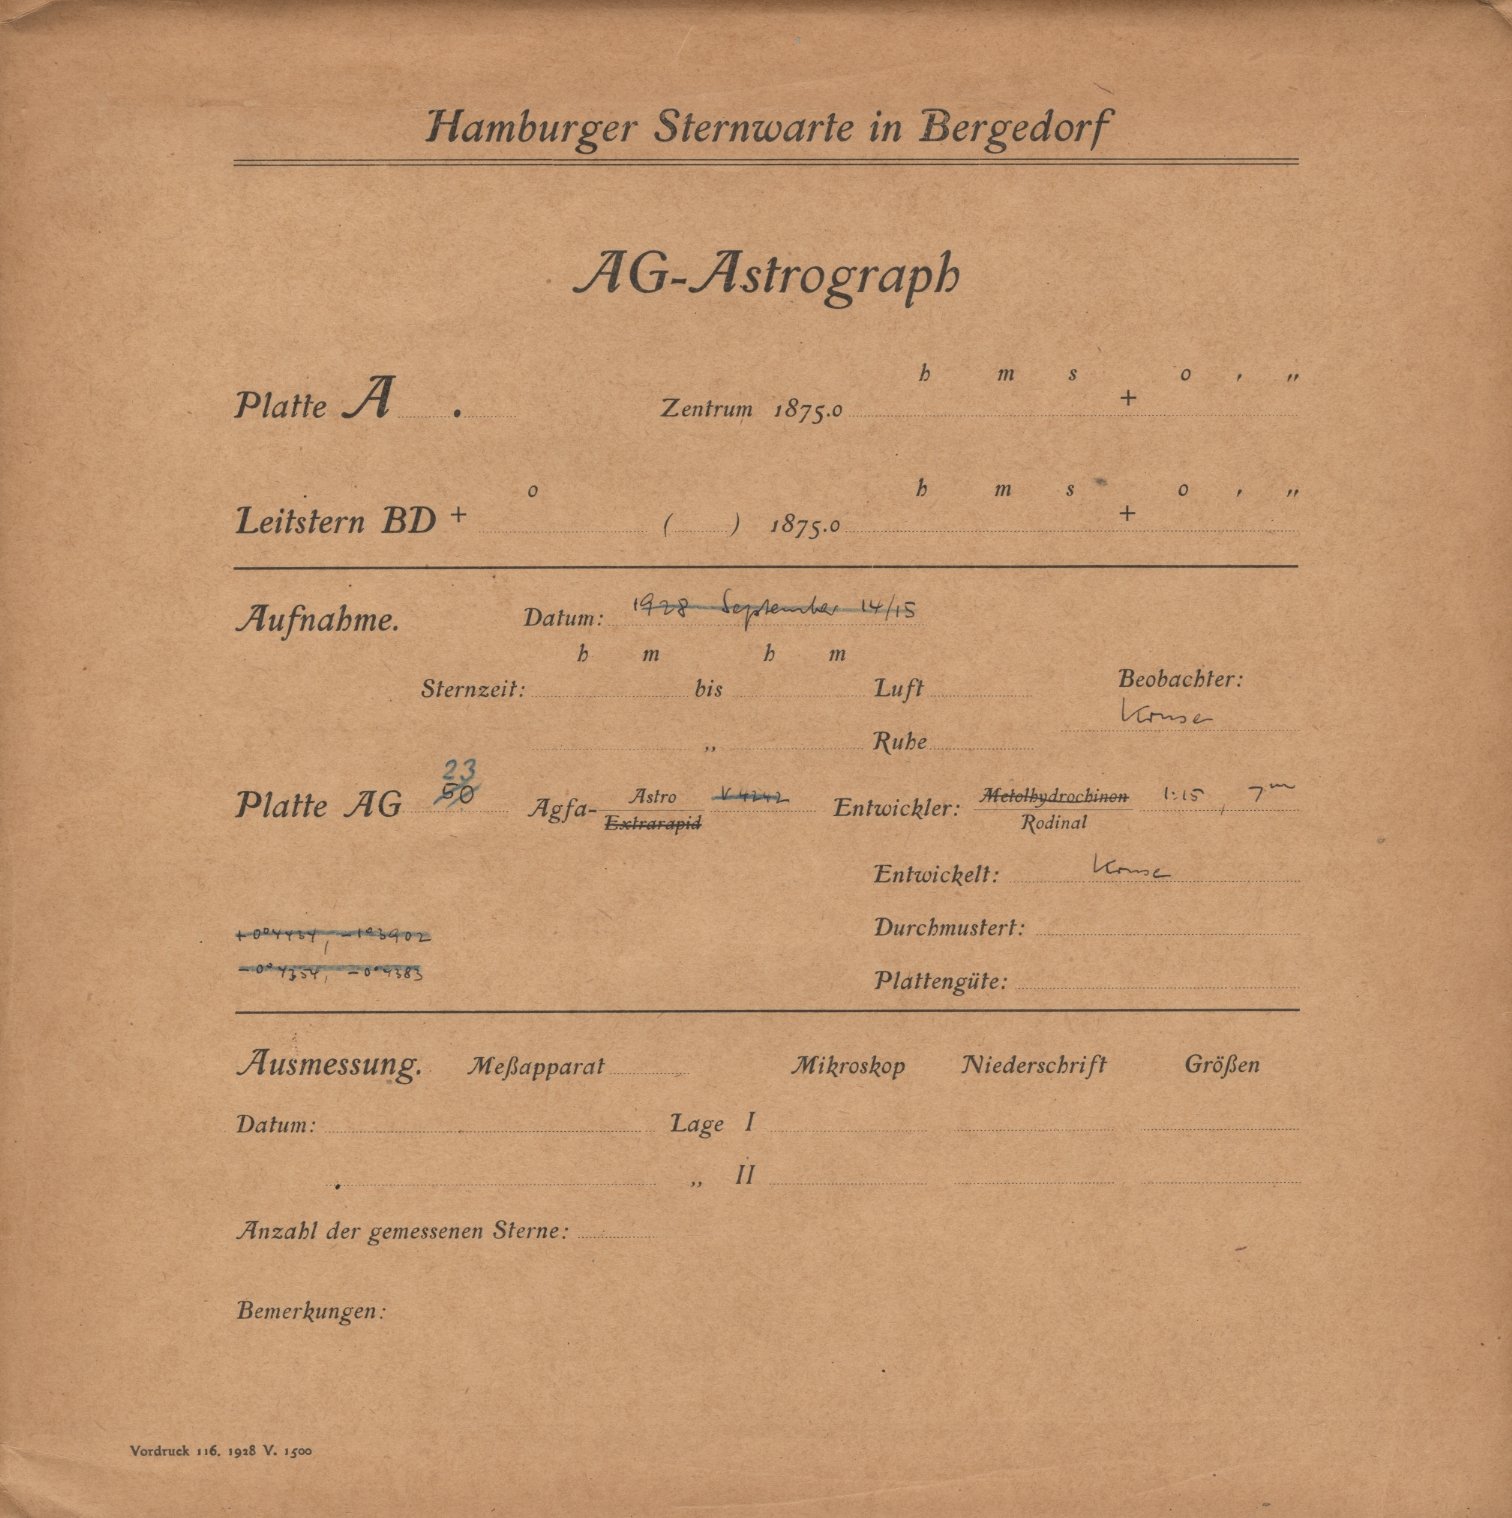 Hamburger Sternwarte in Bergedorf
AG-Astrograph
h m s o ' "
Platte A . Zentrum 1875.0 +
o h m s o ' "
Leitstern BD + ( ) 1875.0 +
Aufnahme. Datum: 1928 September 14/15
h m h m
Sternzeit: bis Luft Beobachter:
Kruse
„ Ruhe
23
Platte AG 50 Agfa- Astro V 4242 Entwickler: Metolhydrochinon 1:15, 7m
Extrarapid Rodinal
Entwickelt: Kruse
Durchmustert:
Plattengüte:
Ausmessung. Meßapparat Mikroskop Niederschrift Größen
Datum: Lage I
„ II
Anzahl der gemessenen Sterne:
Bemerkungen:
Vordruck 116. 1928 V. 1500